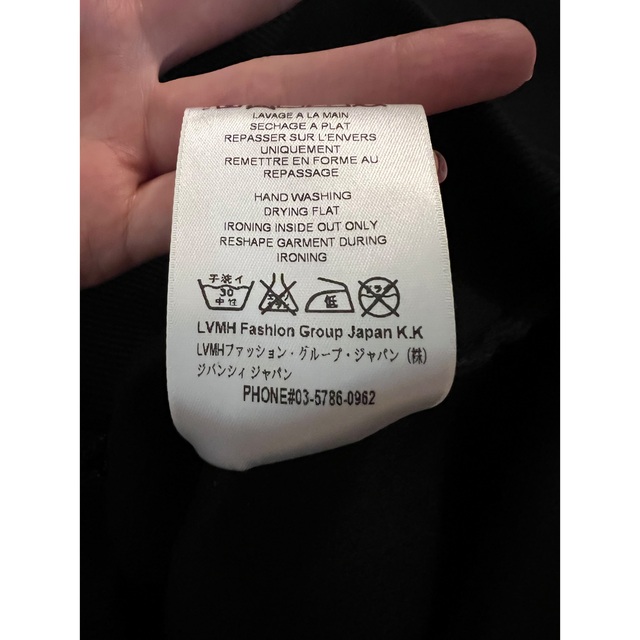 LAVAGE A LA MAIN
SECHAGE A PLAT
REPASSER SUR L'ENVERS
UNIQUEMENT
REMETTRE EN FORME AU
REPASSAGE
HAND WASHING
DRYING FLAT
IRONING INSIDE OUT ONLY
RESHAPE GARMENT DURING
IRONING
手洗イ
30
中性
低
ドライ
LVMH Fashion Group Japan K.K
LVMHファッション・グループ・ジャパン (株)
ジバンシィ ジャパン
PHONE#03-5786-0962